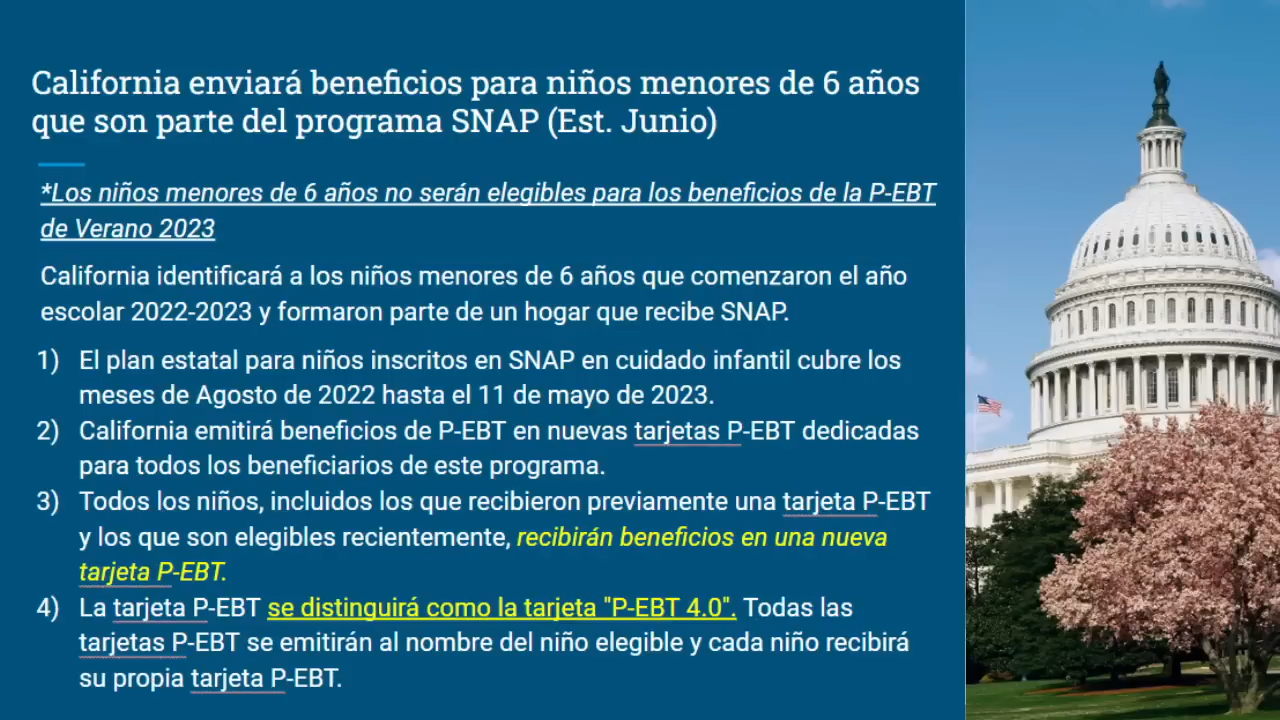 California enviará beneficios para niños menores de 6 años
que son parte del programa SNAP (Est. Junio)
*Los niños menores de 6 años no serán elegibles para los beneficios de la P-EBT
de Verano 2023
California identificará a los niños menores de 6 años que comenzaron el año
escolar 2022-2023 y formaron parte de un hogar que recibe SNAP.
1) El plan estatal para niños inscritos en SNAP en cuidado infantil cubre los
meses de Agosto de 2022 hasta el 11 de mayo de 2023.
2) California emitirá beneficios de P-EBT en nuevas tarjetas P-EBT dedicadas
para todos los beneficiarios de este programa.
3) Todos los niños, incluidos los que recibieron previamente una tarjeta P-EBT
y los que son elegibles recientemente, recibirán beneficios en una nueva
tarjeta P-EBT.
4) La tarjeta P-EBT se distinguirá como la tarjeta "P-EBT 4.0". Todas las
tarjetas P-EBT se emitirán al nombre del niño elegible y cada niño recibirá
su propia tarjeta P-EBT.